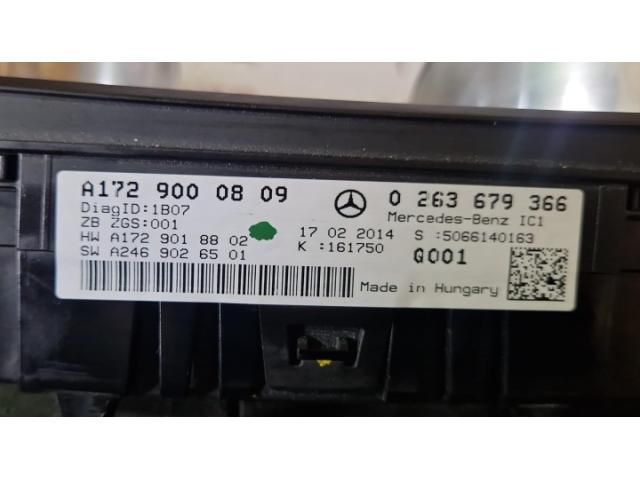 A172 900 08 09
DiagID:1B07
ZB ZGS:001
HW A172 901 88 02
SW A246 902 65 01
17 02 2014
K :161750
0 263 679 366
Mercedes-Benz IC1
S :5066140163
Q001
Made in Hungary